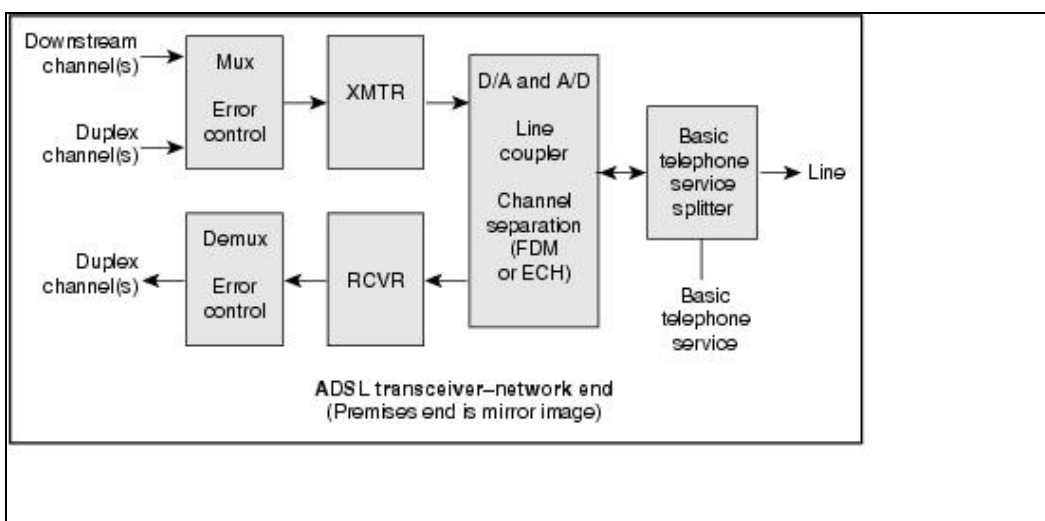 Downstream
channel(s)
Duplex
channel(s)
Mux
Error
control
XMTR
D/A and A/D
Line
coupler
Channel
separation
(FDM
or ECH)
Basic
telephone
service
splitter
Line
Duplex
channel(s)
Demux
Error
control
RCVR
Basic
telephone
service
ADSL transceiver–network end
(Premises end is mirror image)